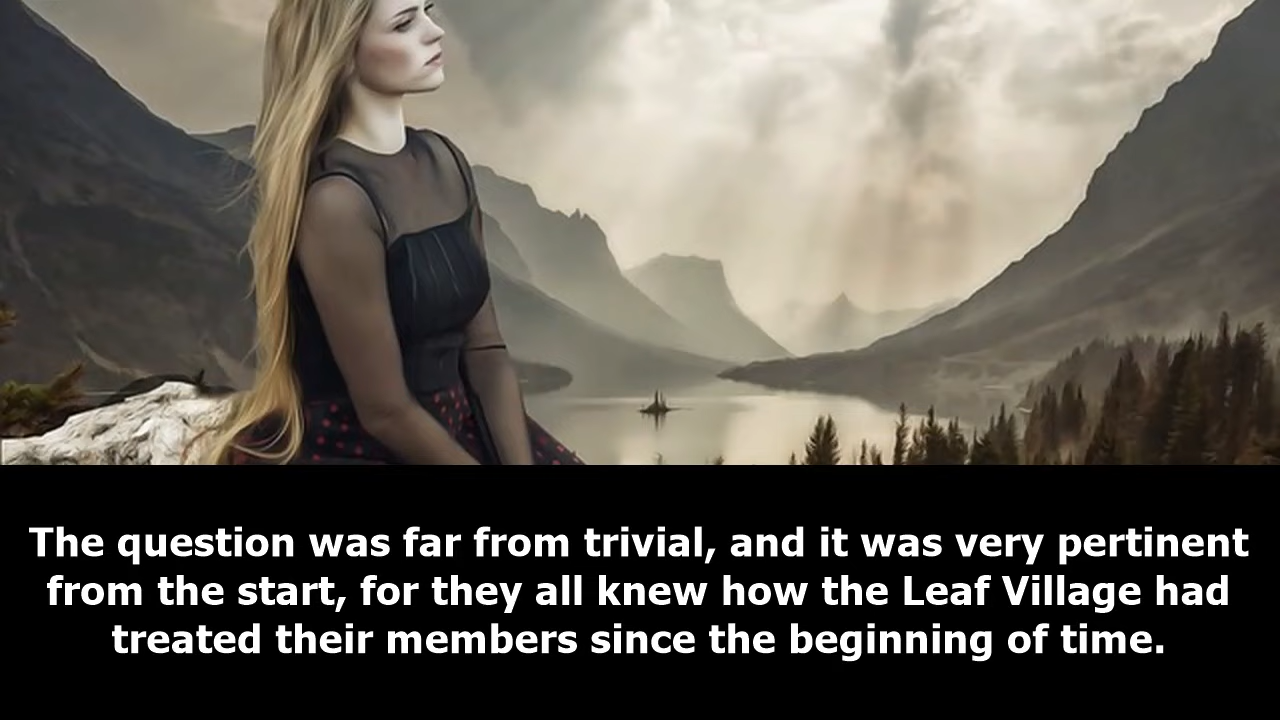 The question was far from trivial, and it was very pertinent
from the start, for they all knew how the Leaf Village had
treated their members since the beginning of time.